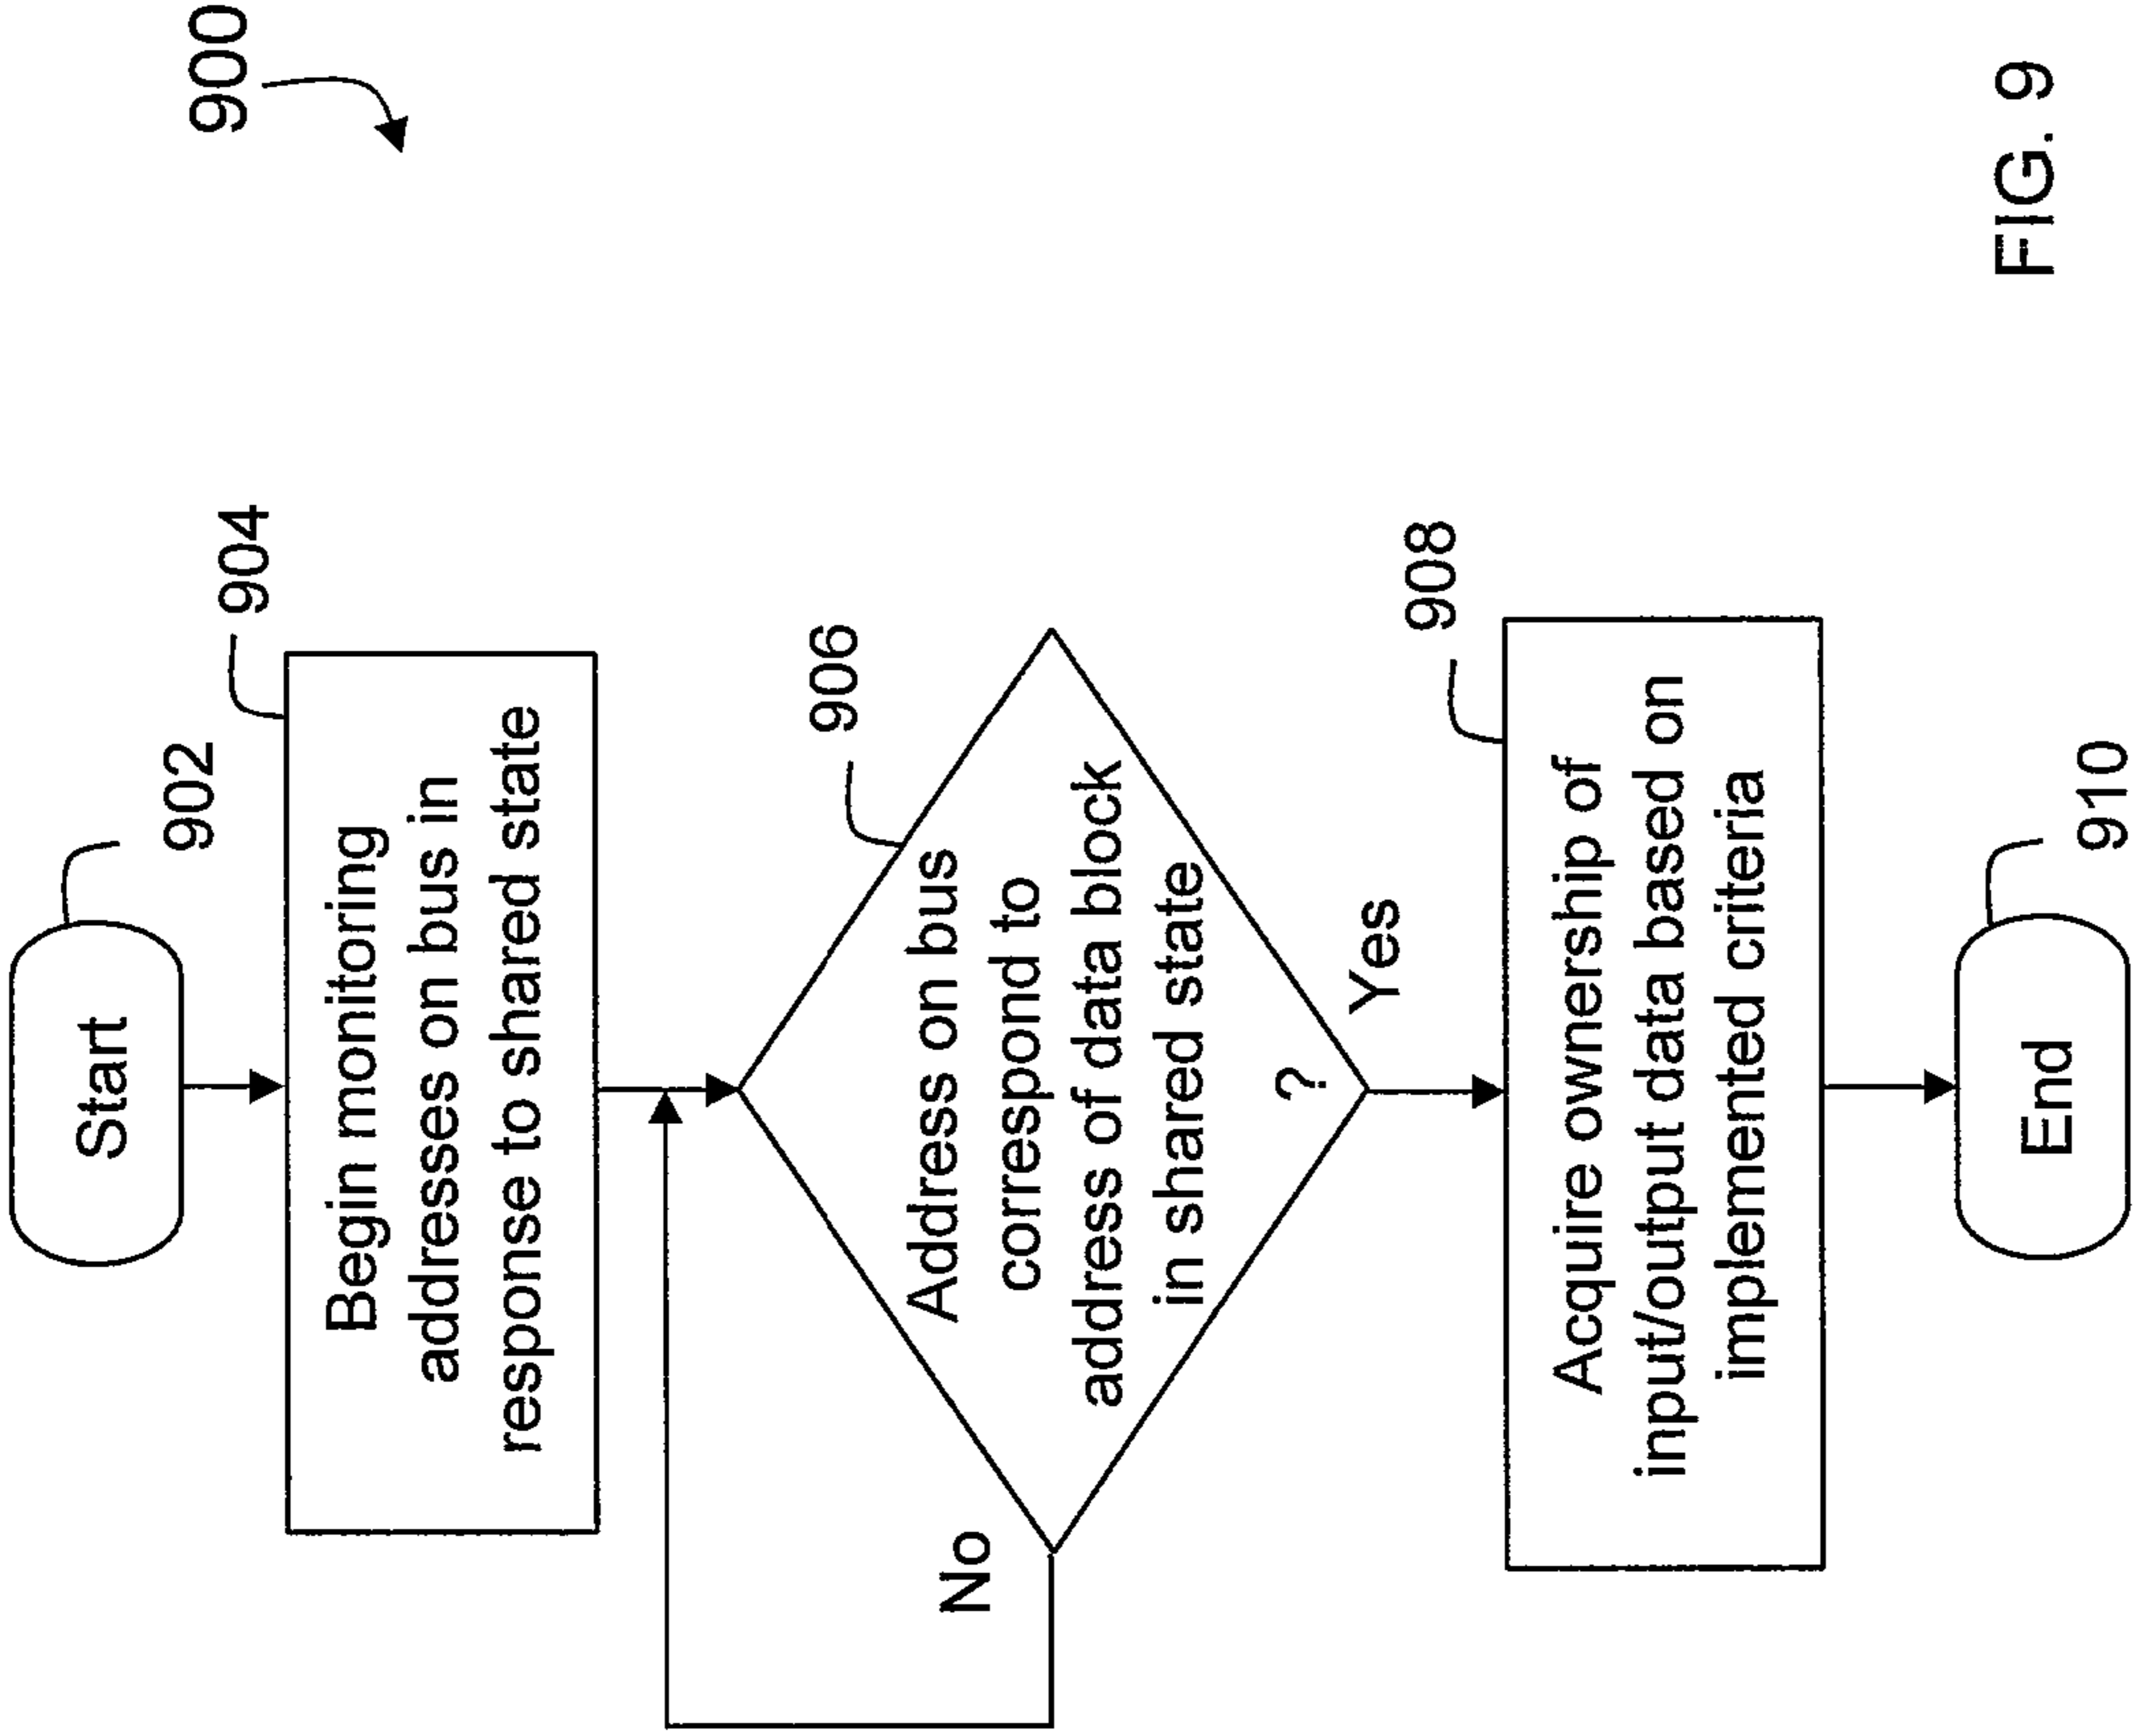 900
Start
902
904
Begin monitoring
addresses on bus in
response to shared state
906
Address on bus
correspond to
address of data block
in shared state
?
No
Yes
908
Acquire ownership of
input/output data based on
implemented criteria
End
910
FIG. 9